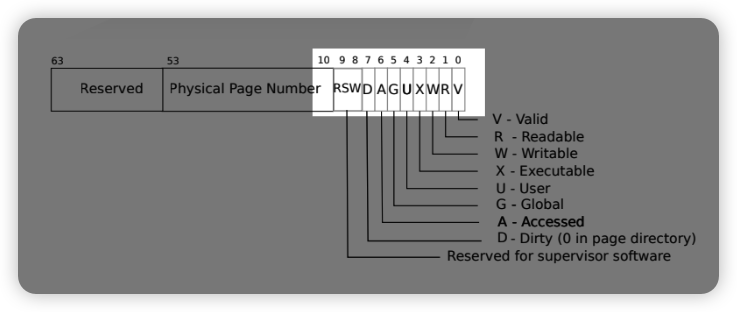 63 53 10 9 8 7 6 5 4 3 2 1 0
Reserved Physical Page Number RSW D A G U X W R V
V - Valid
R - Readable
W - Writable
X - Executable
U - User
G - Global
A - Accessed
D - Dirty (0 in page directory)
Reserved for supervisor software